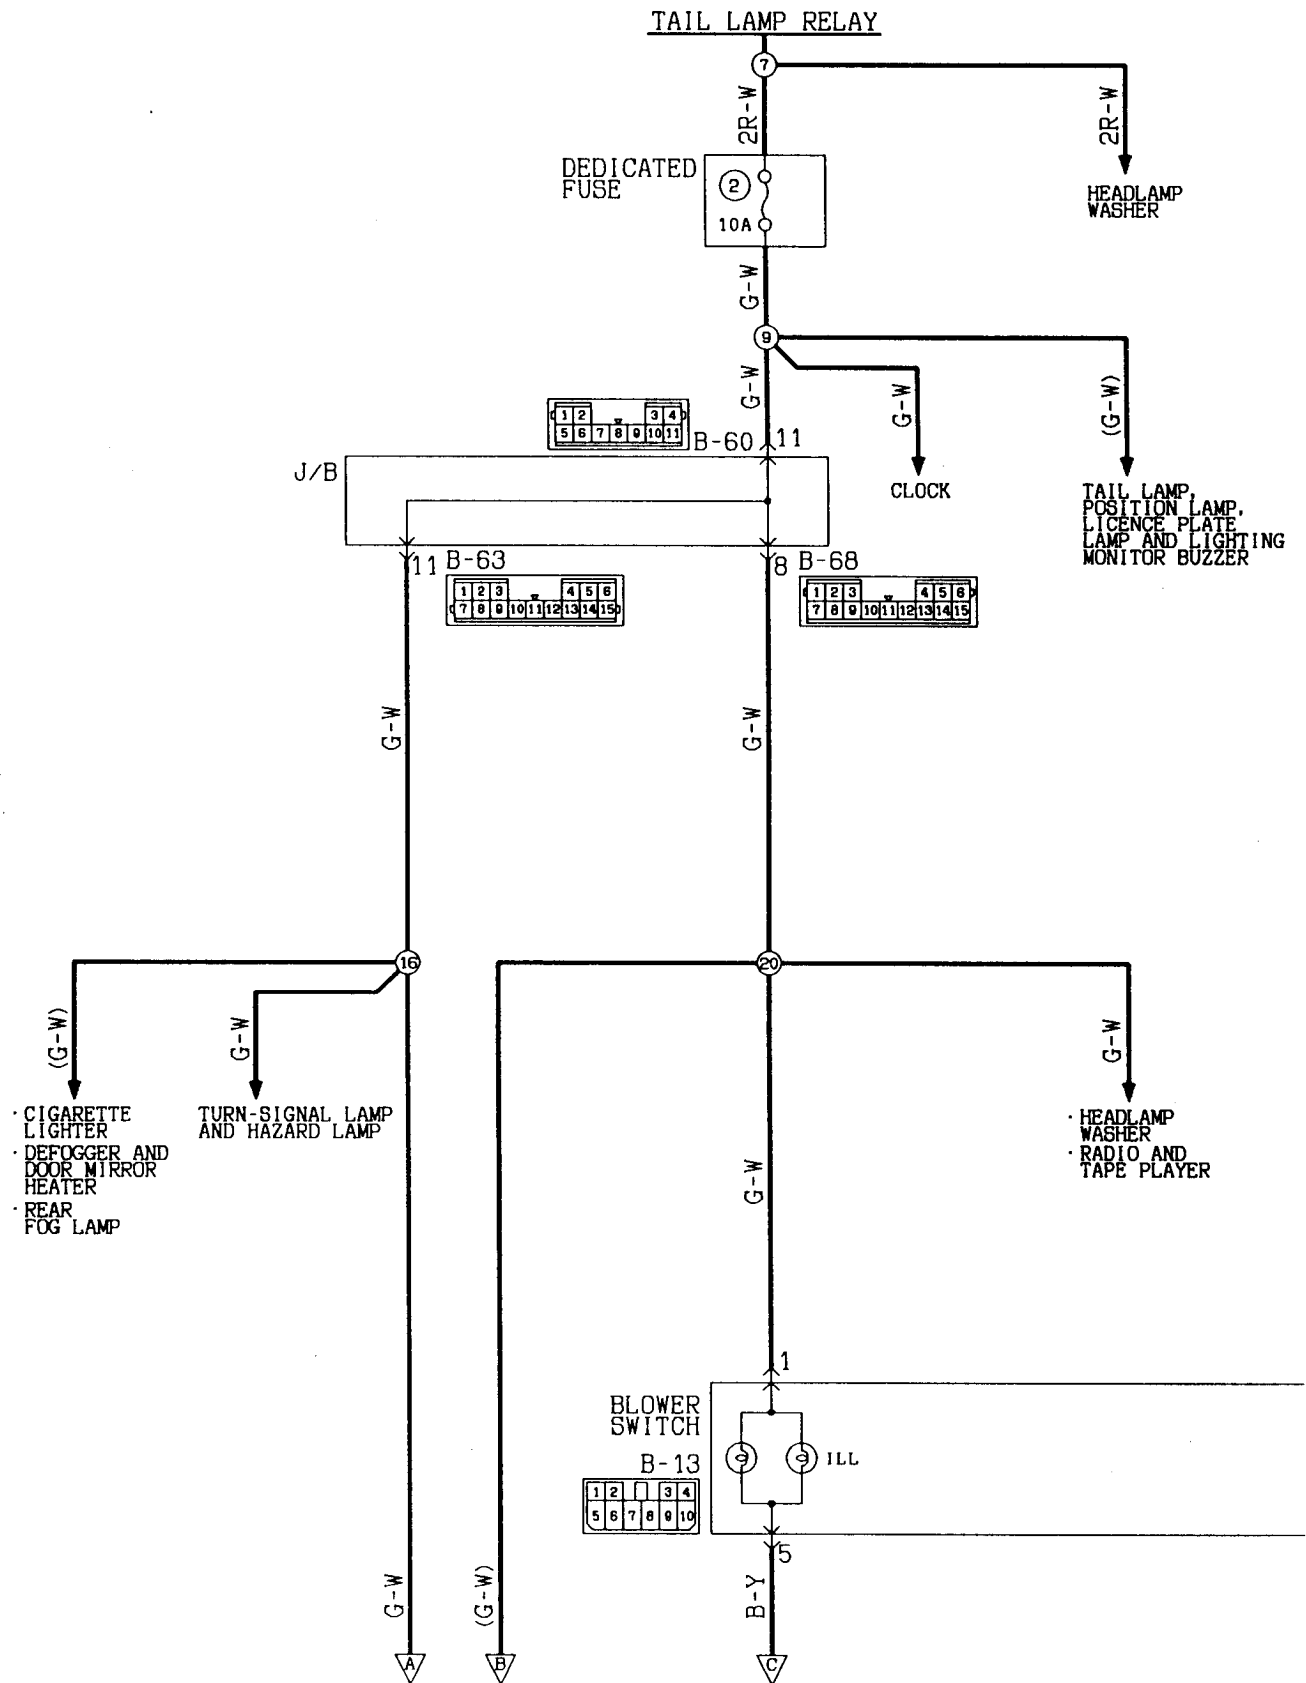 TAIL LAMP RELAY
7
2R-W
2R-W
DEDICATED
FUSE
2
10A
HEADLAMP
WASHER
G-W
9
G-W
G-W
(G-W)
1 2 3 4
5 6 7 8 9 10 11
B-60
11
J/B
CLOCK
TAIL LAMP,
POSITION LAMP,
LICENCE PLATE
LAMP AND LIGHTING
MONITOR BUZZER
11
B-63
8
B-68
1 2 3 4 5 6
7 8 9 10 11 12 13 14 15
1 2 3 4 5 6
7 8 9 10 11 12 13 14 15
G-W
G-W
16
20
(G-W)
G-W
G-W
· CIGARETTE
LIGHTER
· DEFOGGER AND
DOOR MIRROR
HEATER
· REAR
FOG LAMP
TURN-SIGNAL LAMP
AND HAZARD LAMP
· HEADLAMP
WASHER
· RADIO AND
TAPE PLAYER
G-W
1
BLOWER
SWITCH
ILL
B-13
1 2 3 4
5 6 7 8 9 10
5
G-W
(G-W)
B-Y
A
B
C